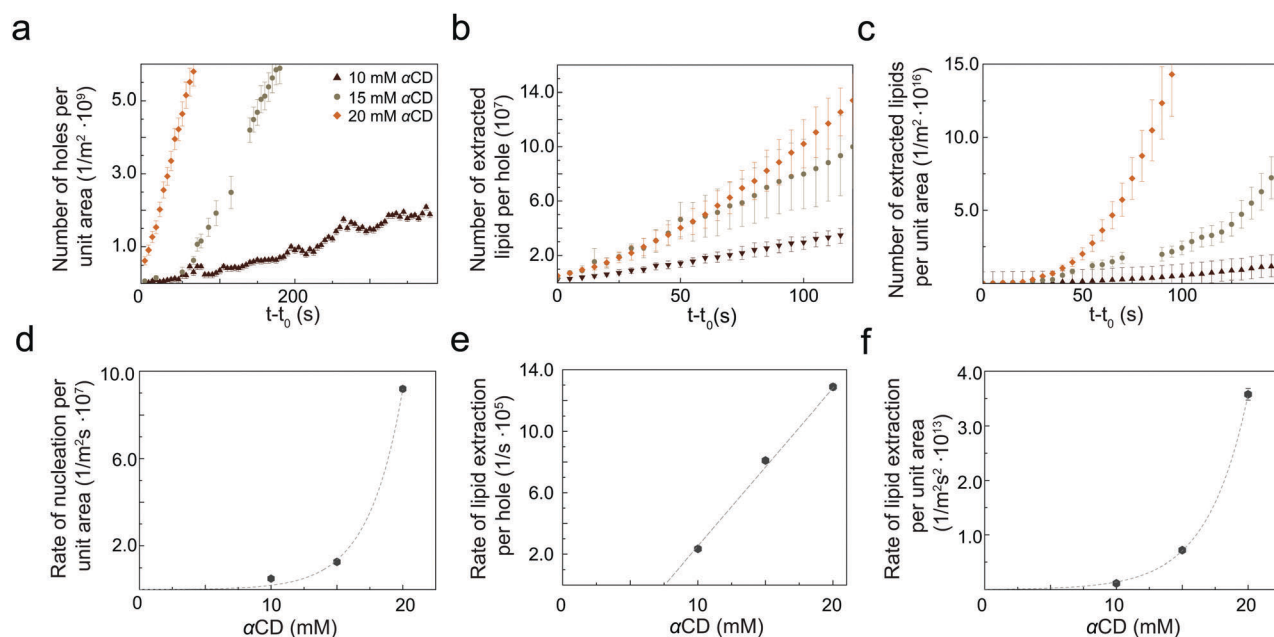 a
Number of holes per
unit area (1/m² ·10⁹)
5.0
3.0
1.0
0
200
t-t₀ (s)
10 mM αCD
15 mM αCD
20 mM αCD
b
Number of extracted
lipid per hole (10⁷)
14.0
10.0
6.0
2.0
0
50
100
t-t₀(s)
c
Number of extracted lipids
per unit area (1/m² ·10¹⁶)
15.0
10.0
5.0
0
50
100
t-t₀ (s)
d
Rate of nucleation per
unit area (1/m²s ·10⁷)
10.0
6.0
2.0
0
10
20
αCD (mM)
e
Rate of lipid extraction
per hole (1/s ·10⁵)
14.0
10.0
6.0
2.0
0
10
20
αCD (mM)
f
Rate of lipid extraction
per unit area
(1/m²s² ·10¹³)
4.0
3.0
1.0
0
10
20
αCD (mM)